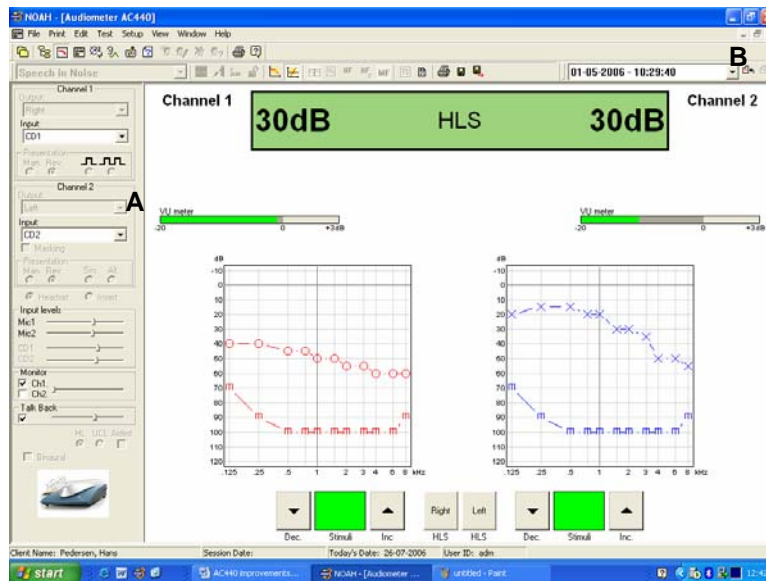 NOAH - [Audiometer AC440]
File Print Edit Test Setup View Window Help
Speech In Noise
01-05-2006 - 10:29:40
B
Channel 1
Output:
Right
Input
CD1
Presentation
Man. Rev.
Channel 2
Output:
Left
A
Input
CD2
Masking
Presentation
Man. Rev. Sim. Alt.
Headset Insert
Input levels
Mic1
Mic2
CD1
CD2
Monitor
Ch1
Ch2
Talk Back
HL UCL Aided
Binaural
Channel 1
30dB HLS 30dB
Channel 2
VU meter
-20 0 +3dB
VU meter
-20 0 +3dB
dB
-10
0
10
20
30
40
50
60
70
80
90
100
110
120
.125 .25 .5 1 2 3 4 6 8 kHz
dB
-10
0
10
20
30
40
50
60
70
80
90
100
110
120
.125 .25 .5 1 2 3 4 6 8 kHz
Right Left
Dec. Stimuli Inc. HLS HLS Dec. Stimuli Inc.
Client Name: Pedersen, Hans Session Date: Today's Date: 26-07-2006 User ID: adm
start AC440 improvements... NOAH - [Audiometer ... untitled - Paint